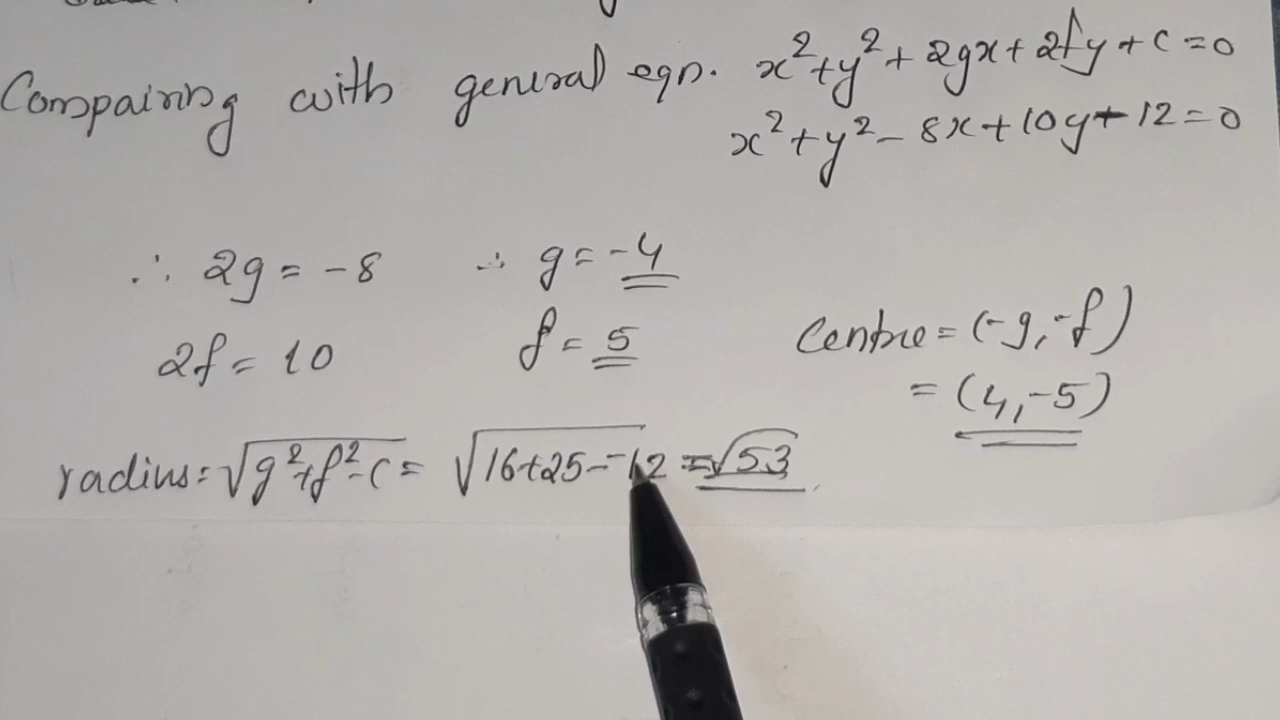 Compairing with general eqn. x²+y²+2gx+2fy+c=0
x²+y²-8x+10y+12=0
∴ 2g = -8 ∴ g = -4
2f = 10 f = 5
Centre = (-g,-f)
= (4,-5)
radius = √g²+f²-c = √16+25--12 = √53